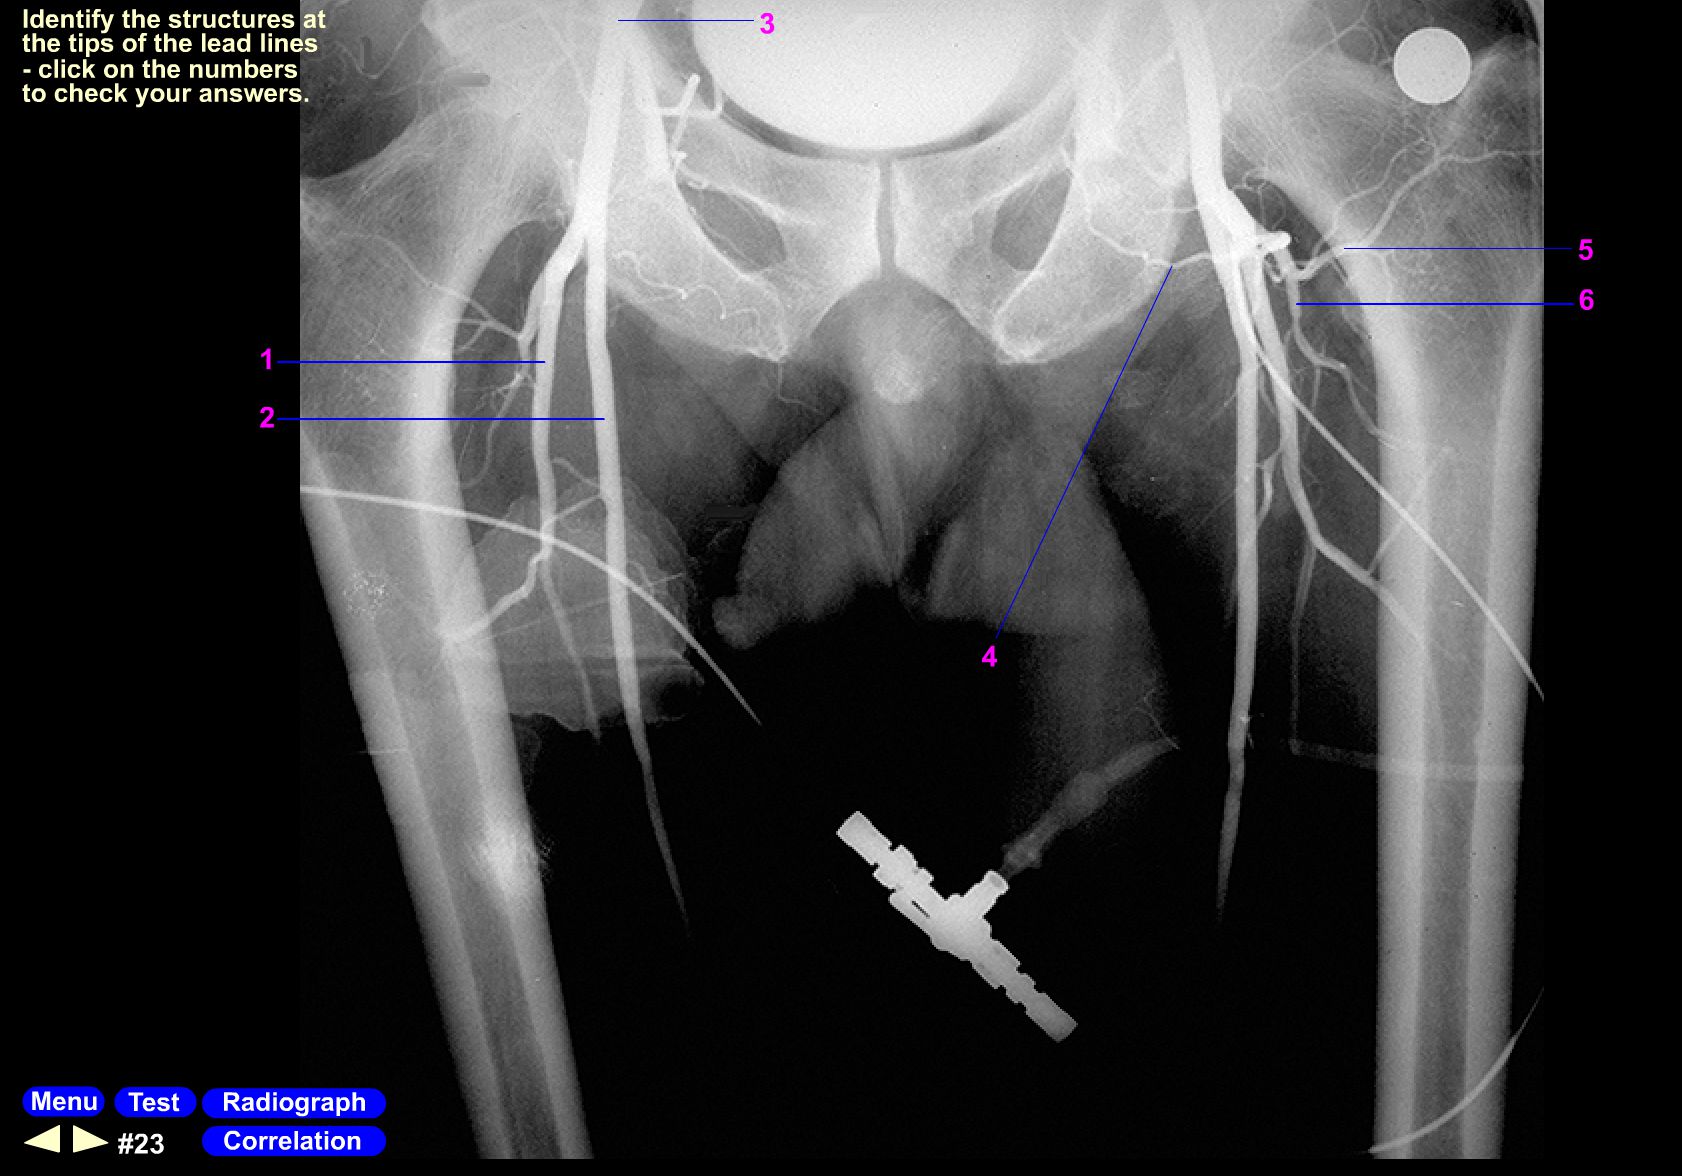 Identify the structures at
the tips of the lead lines
- click on the numbers
to check your answers.
3
5
6
1
2
4
Menu Test Radiograph
#23 Correlation